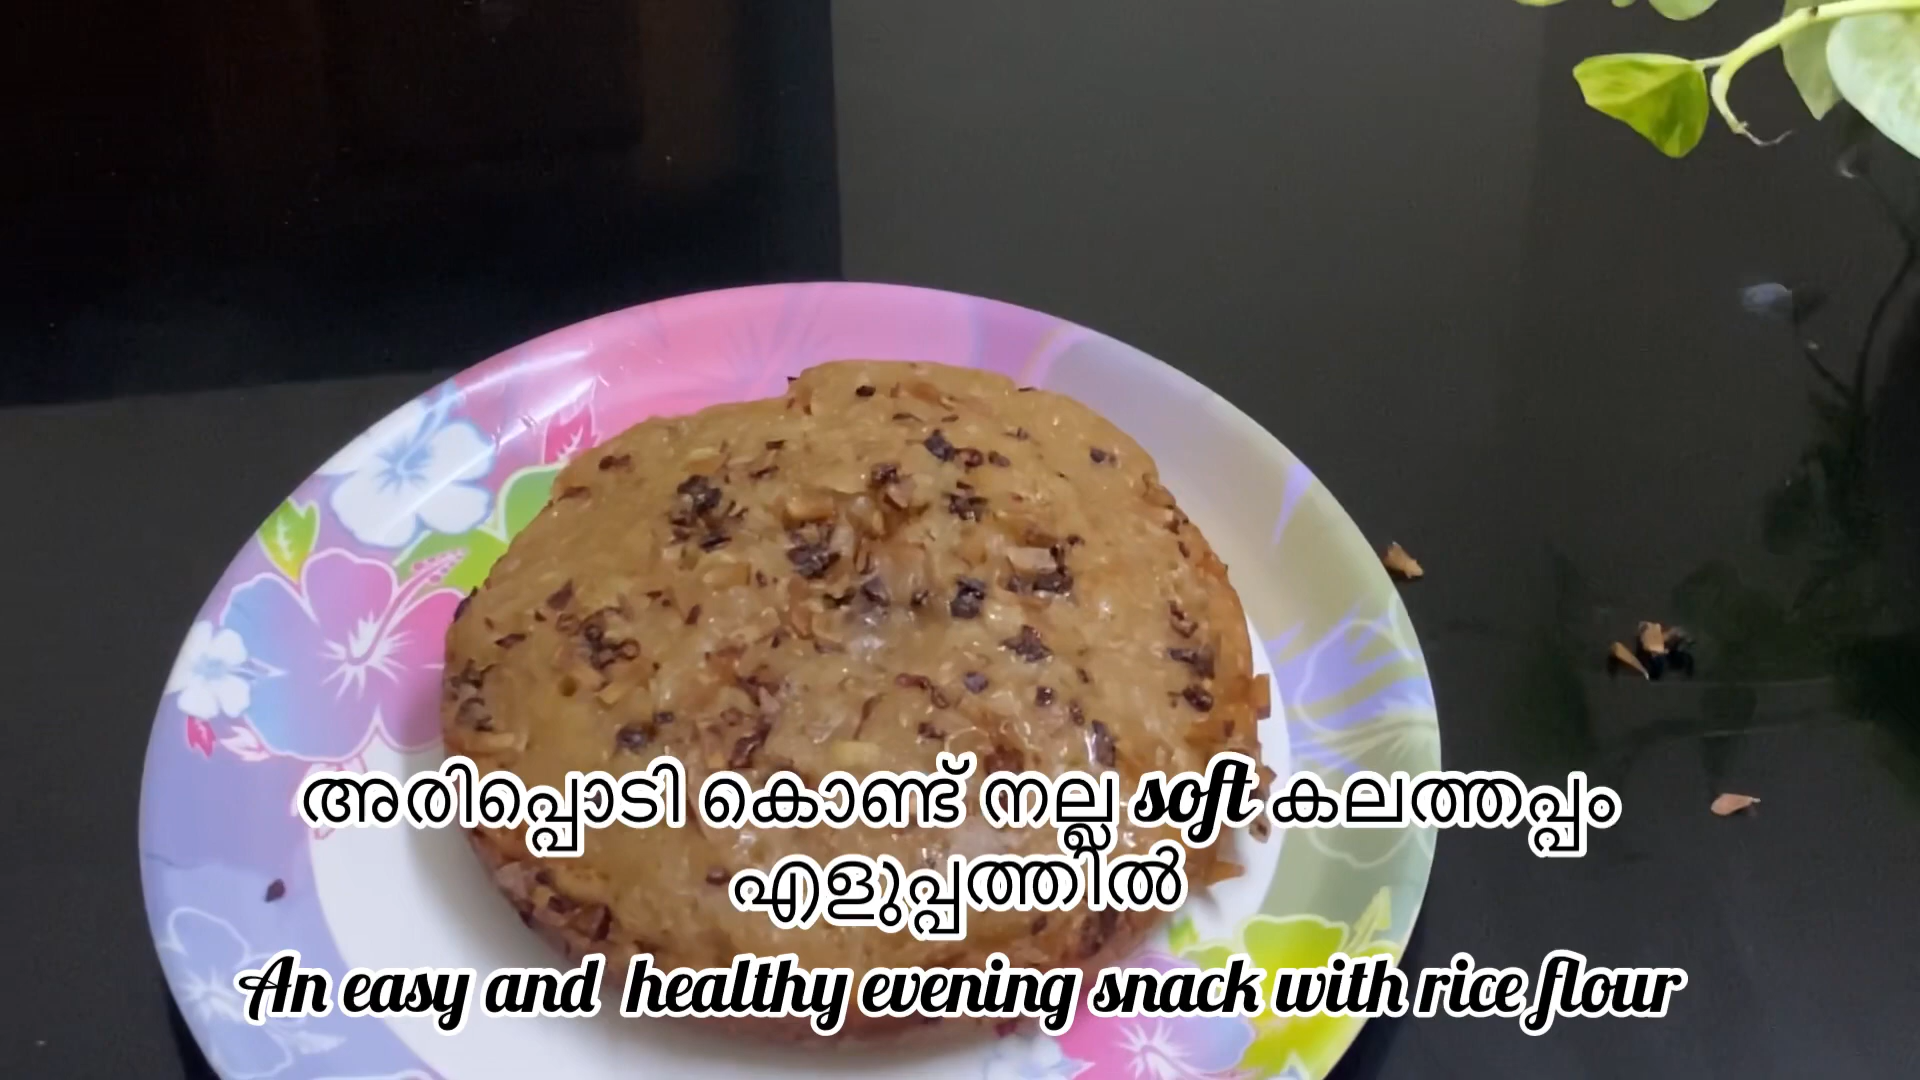 അരിപ്പൊടി കൊണ്ട് നല്ല soft കലത്തപ്പം
എളുപ്പത്തിൽ
An easy and healthy evening snack with rice flour